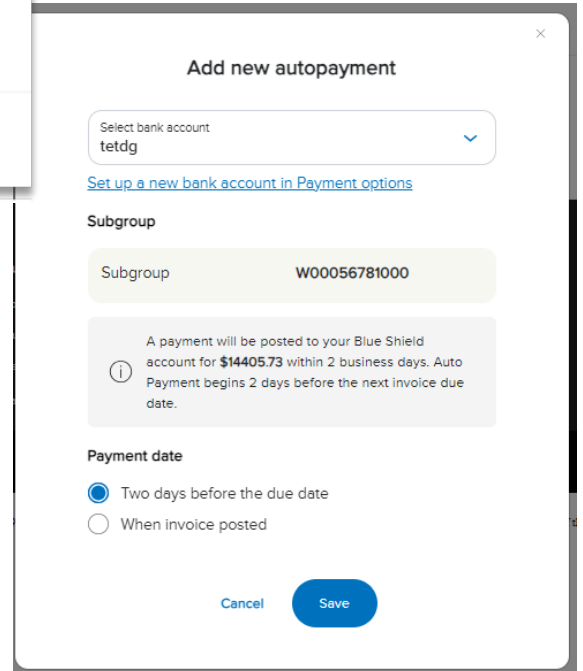 Add new autopayment
Select bank account
tetdg
Set up a new bank account in Payment options
Subgroup
Subgroup W00056781000
A payment will be posted to your Blue Shield
account for $14405.73 within 2 business days. Auto
Payment begins 2 days before the next invoice due
date.
Payment date
Two days before the due date
When invoice posted
Cancel Save